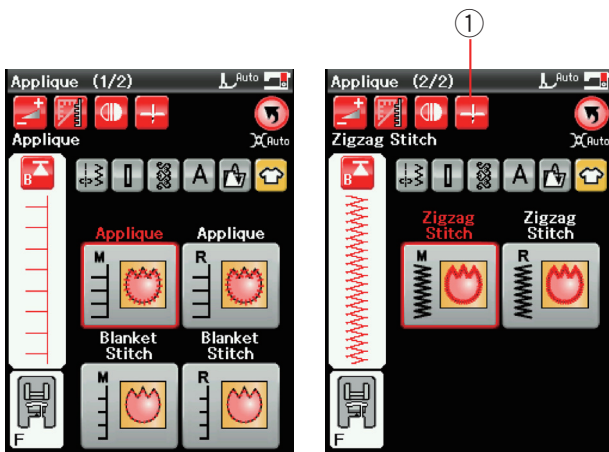 ①
Applique (1/2) Auto
Applique Auto
B
A
Applique Applique
M R
Blanket Stitch Blanket Stitch
M R
F
Applique (2/2) Auto
Zigzag Stitch Auto
B
A
Zigzag Stitch Zigzag Stitch
M R
F